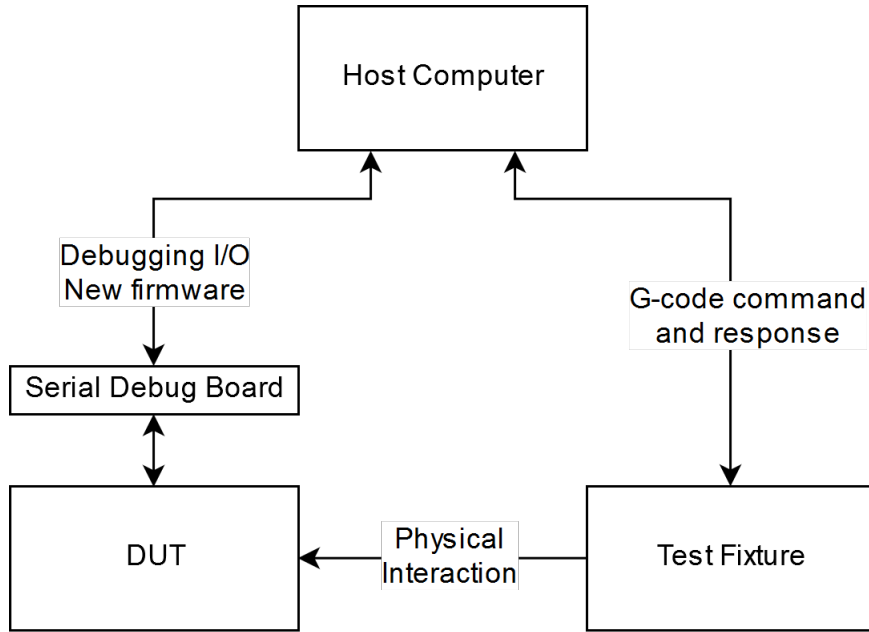 Host Computer
Debugging I/O
New firmware
G-code command
and response
Serial Debug Board
DUT
Physical
Interaction
Test Fixture